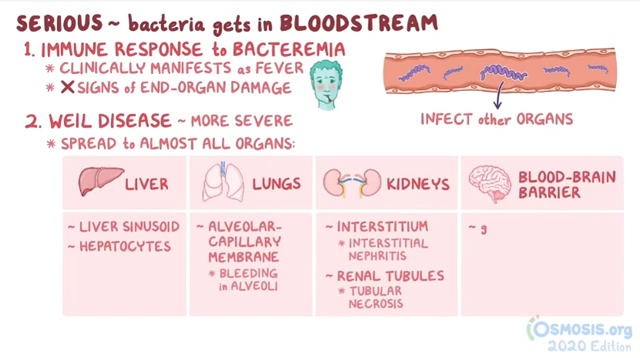 SERIOUS ~ bacteria gets in BLOODSTREAM
1. IMMUNE RESPONSE to BACTEREMIA
* CLINICALLY MANIFESTS as FEVER
* X SIGNS of END-ORGAN DAMAGE
INFECT other ORGANS
2. WEIL DISEASE ~ MORE SEVERE
* SPREAD to ALMOST ALL ORGANS:
LIVER
~ LIVER SINUSOID
~ HEPATOCYTES
LUNGS
~ ALVEOLAR-
CAPILLARY
MEMBRANE
* BLEEDING
in ALVEOLI
KIDNEYS
~ INTERSTITIUM
* INTERSTITIAL
NEPHRITIS
~ RENAL TUBULES
* TUBULAR
NECROSIS
BLOOD-BRAIN
BARRIER
~ g
OSMOSIS.org
2020 Edition